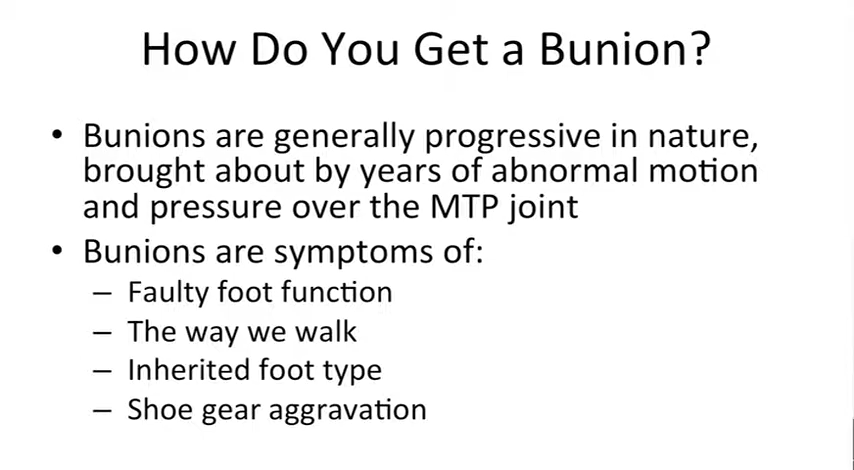 How Do You Get a Bunion?
• Bunions are generally progressive in nature,
brought about by years of abnormal motion
and pressure over the MTP joint
• Bunions are symptoms of:
– Faulty foot function
– The way we walk
– Inherited foot type
– Shoe gear aggravation